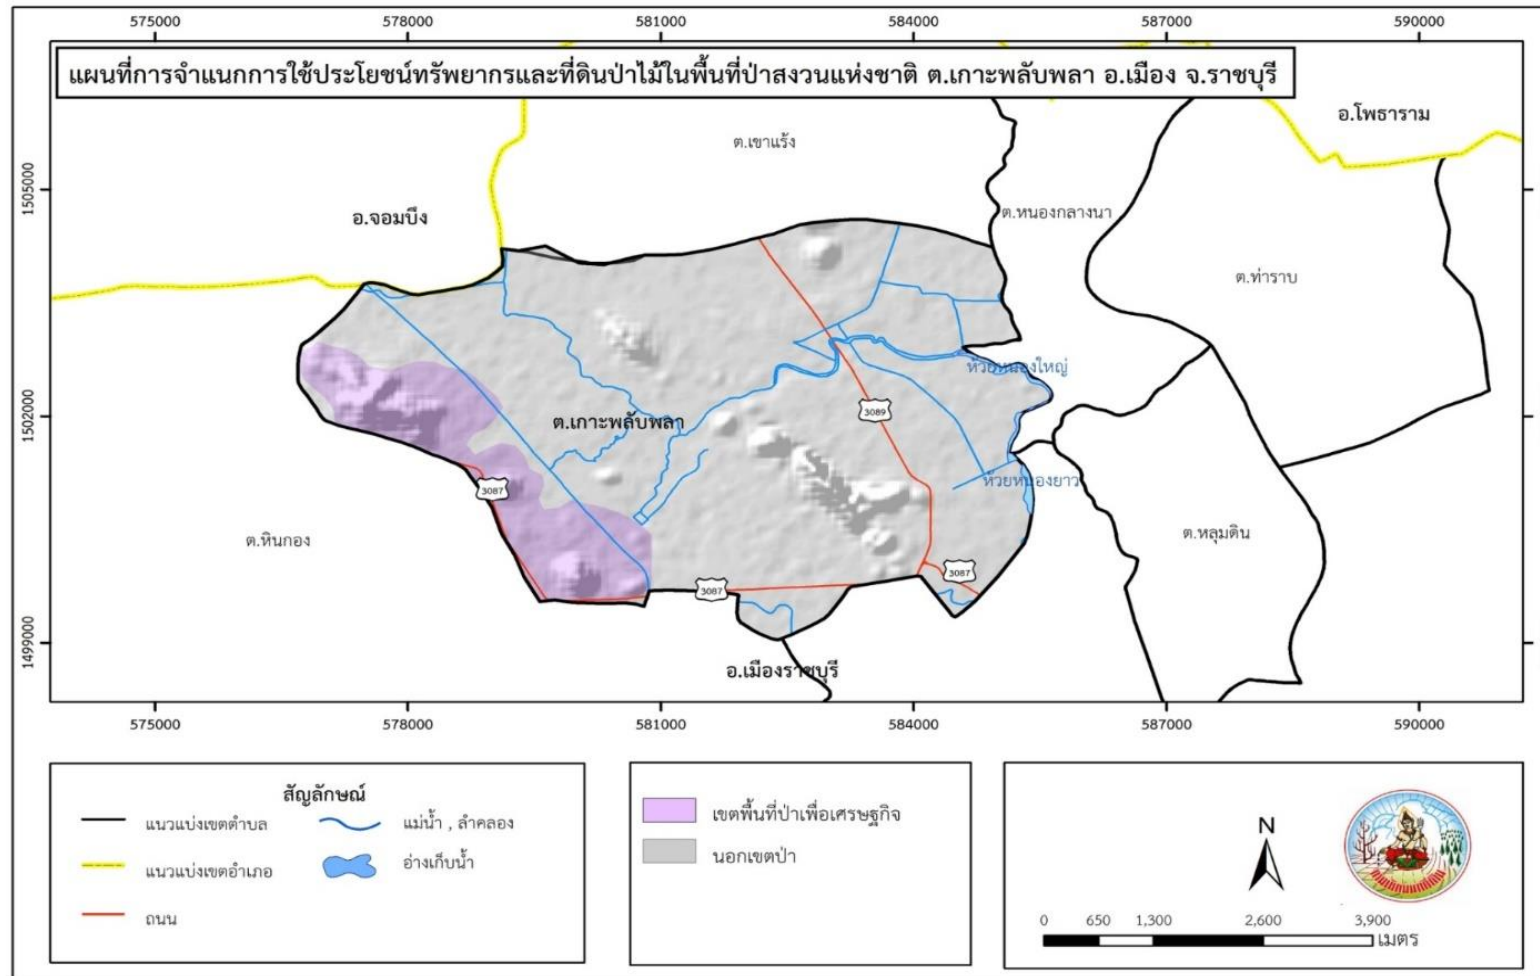 575000 578000 581000 584000 587000 590000
แผนที่การจำแนกการใช้ประโยชน์ทรัพยากรและที่ดินป่าไม้ในพื้นที่ป่าสงวนแห่งชาติ ต.เกาะพลับพลา อ.เมือง จ.ราชบุรี
อ.โพธาราม
ต.เขาแร้ง
1505000
อ.จอมบึง
ต.หนองกลางนา
ต.ท่าราบ
ห้วยหนองใหญ่
3089
1502000
ต.เกาะพลับพลา
ห้วยหนองยาว
3087
ต.หินกอง
ต.หลุมดิน
3087
3087
1499000
อ.เมืองราชบุรี
575000 578000 581000 584000 587000 590000
สัญลักษณ์
แนวแบ่งเขตตำบล
แม่น้ำ , ลำคลอง
แนวแบ่งเขตอำเภอ
อ่างเก็บน้ำ
ถนน
เขตพื้นที่ป่าเพื่อเศรษฐกิจ
นอกเขตป่า
N
กรมพัฒนาที่ดิน
0 650 1,300 2,600 3,900
เมตร